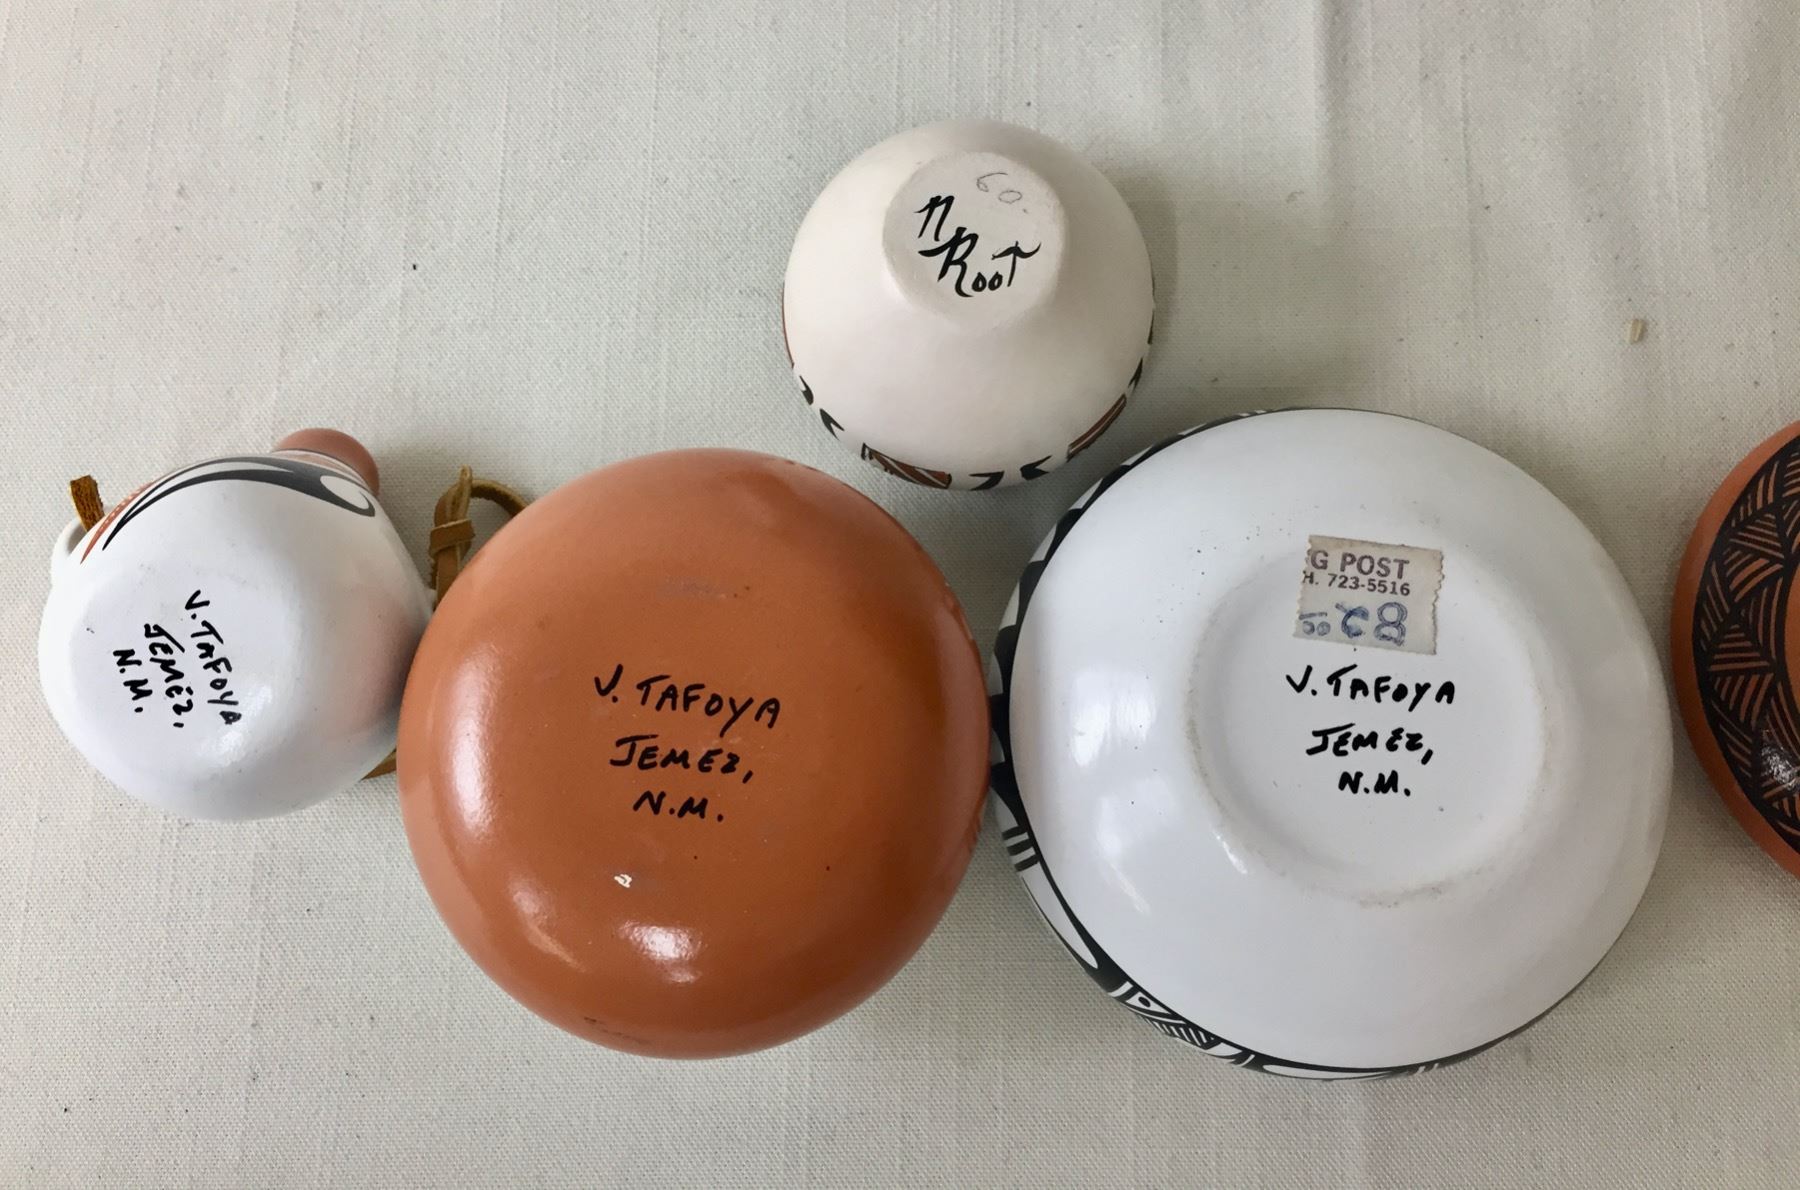 60.
N
Root
V. TAFOYA
JEMEZ,
N.M.
V. TAFOYA
JEMEZ,
N.M.
G POST
H. 723-5516
V. TAFOYA
JEMEZ,
N.M.